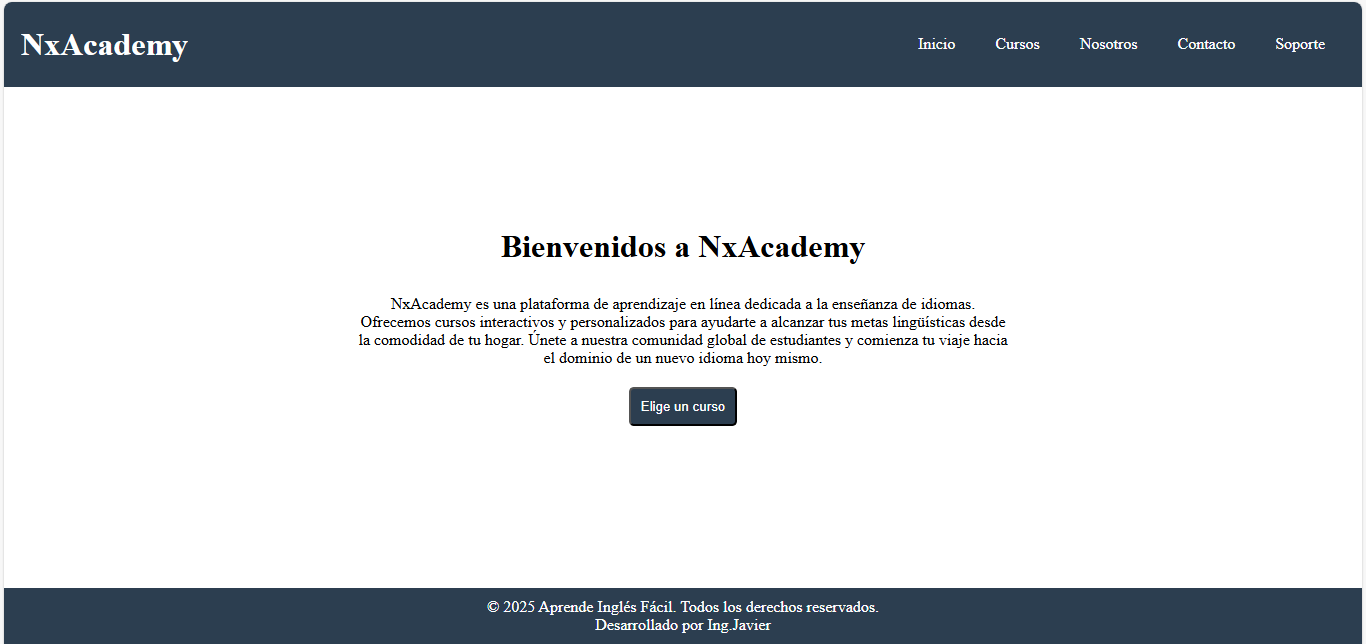 NxAcademy
Inicio Cursos Nosotros Contacto Soporte
Bienvenidos a NxAcademy
NxAcademy es una plataforma de aprendizaje en línea dedicada a la enseñanza de idiomas.
Ofrecemos cursos interactivos y personalizados para ayudarte a alcanzar tus metas lingüísticas desde
la comodidad de tu hogar. Únete a nuestra comunidad global de estudiantes y comienza tu viaje hacia
el dominio de un nuevo idioma hoy mismo.
Elige un curso
© 2025 Aprende Inglés Fácil. Todos los derechos reservados.
Desarrollado por Ing.Javier